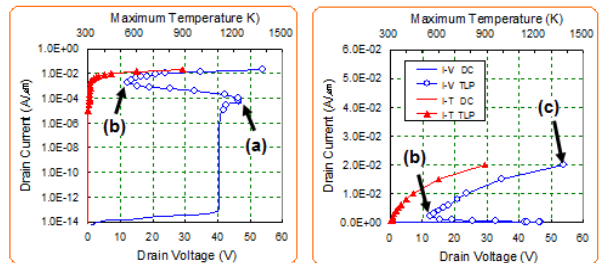 Maximum Temperature K)
300 600 900 1200 1500
1.0E+00
1.0E-02
1.0E-04
1.0E-06
1.0E-08
1.0E-10
1.0E-12
1.0E-14
Drain Current (A/㎛)
(b)
(a)
0 10 20 30 40 50 60
Drain Voltage (V)
Maximum Temperature (K)
300 600 900 1200 1500
6.0E-02
5.0E-02
4.0E-02
3.0E-02
2.0E-02
1.0E-02
0.0E+00
Drain Current (A/㎛)
I-V DC
I-V TLP
I-T DC
I-T TLP
(b)
(c)
0 10 20 30 40 50 60
Drain Voltage (V)